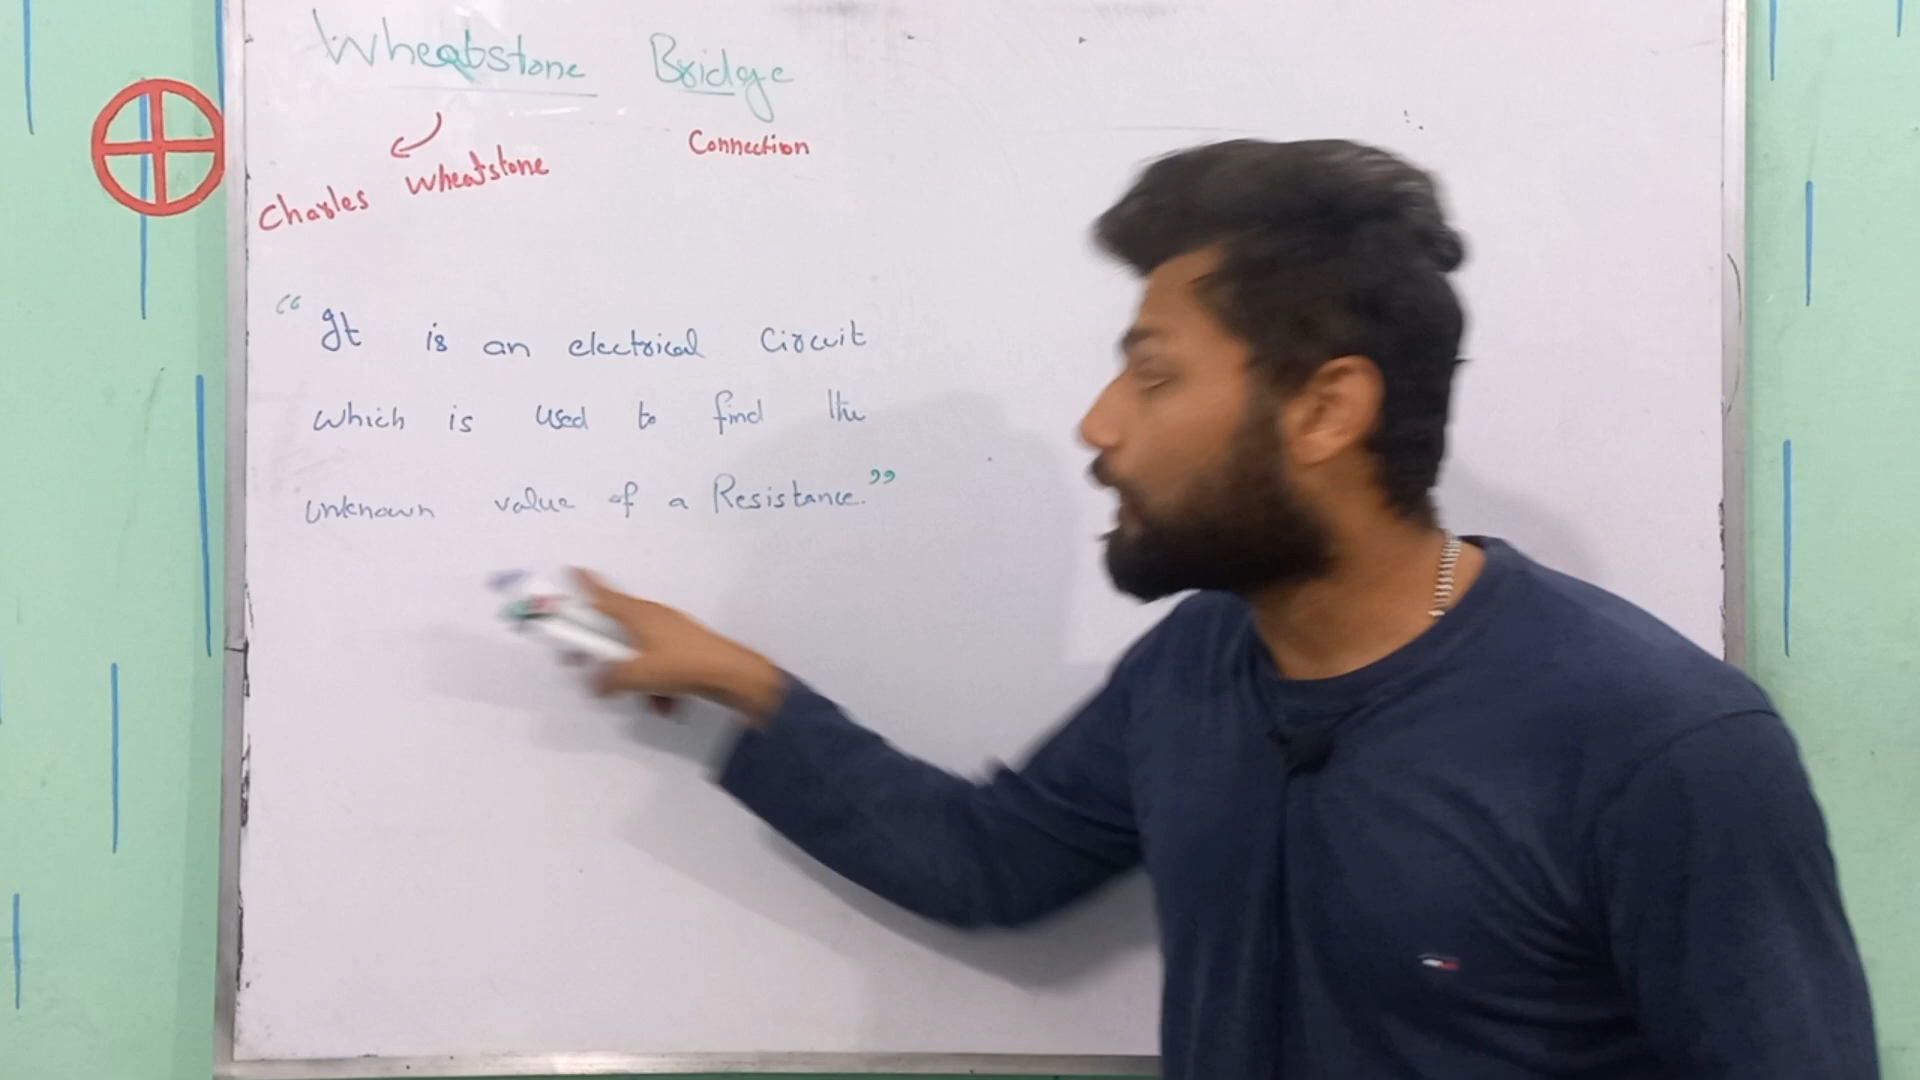 Wheatstone Bridge
Connection
Charles Wheatstone
“It is an electrical Circuit
which is used to find the
unknown value of a Resistance.”